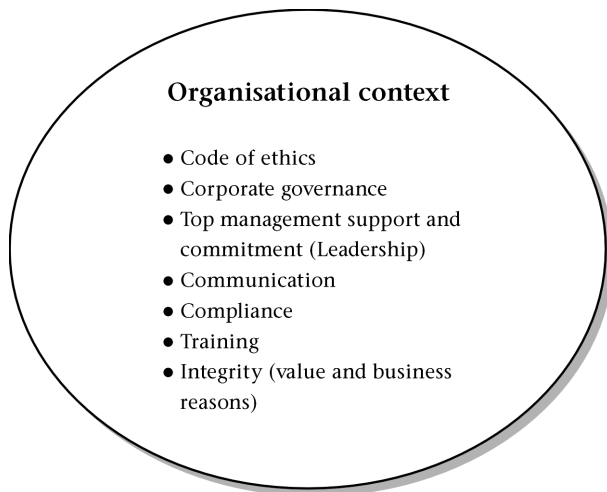 Organisational context
● Code of ethics
● Corporate governance
● Top management support and
commitment (Leadership)
● Communication
● Compliance
● Training
● Integrity (value and business
reasons)